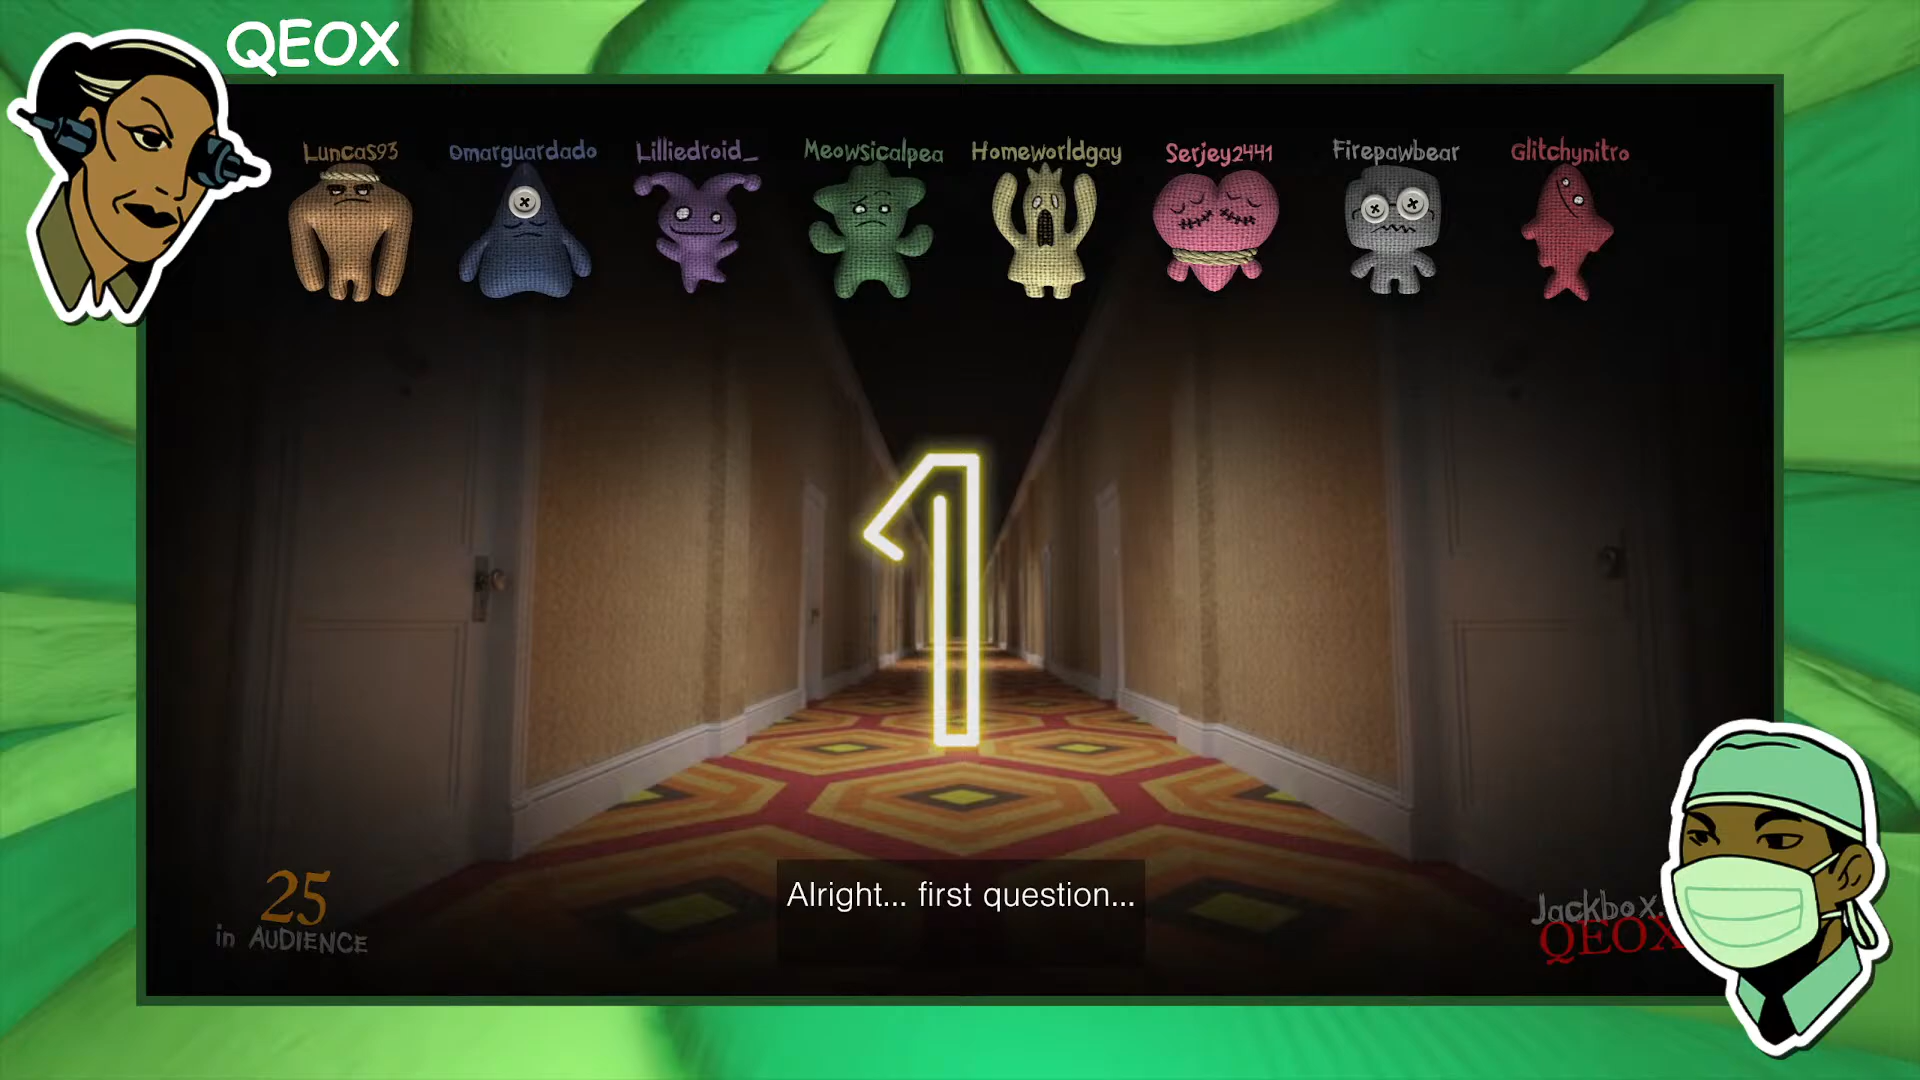 QEOX
Luncas93 Omarguardado Lilliedroid_ Meowsicalpea Homeworldgay Serjey2441 Firepawbear Glitchynitro
1
Alright... first question...
25
in AUDIENCE
Jackbox.
QEOX